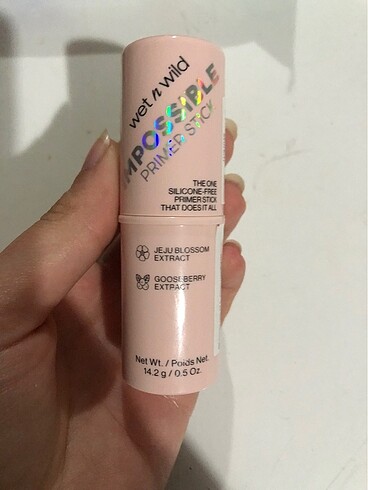 wet n wild
IMPOSSIBLE
PRIMER STICK
THE ONE
SILICONE-FREE
PRIMER STICK
THAT DOES IT ALL
JEJU BLOSSOM
EXTRACT
GOOSEBERRY
EXTRACT
Net Wt. / Poids Net.
14.2 g / 0.5 Oz.